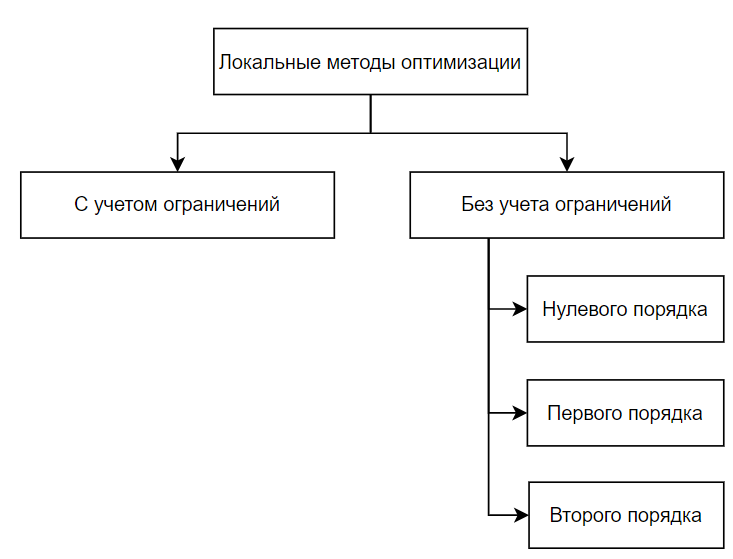 Локальные методы оптимизации
С учетом ограничений
Без учета ограничений
Нулевого порядка
Первого порядка
Второго порядка